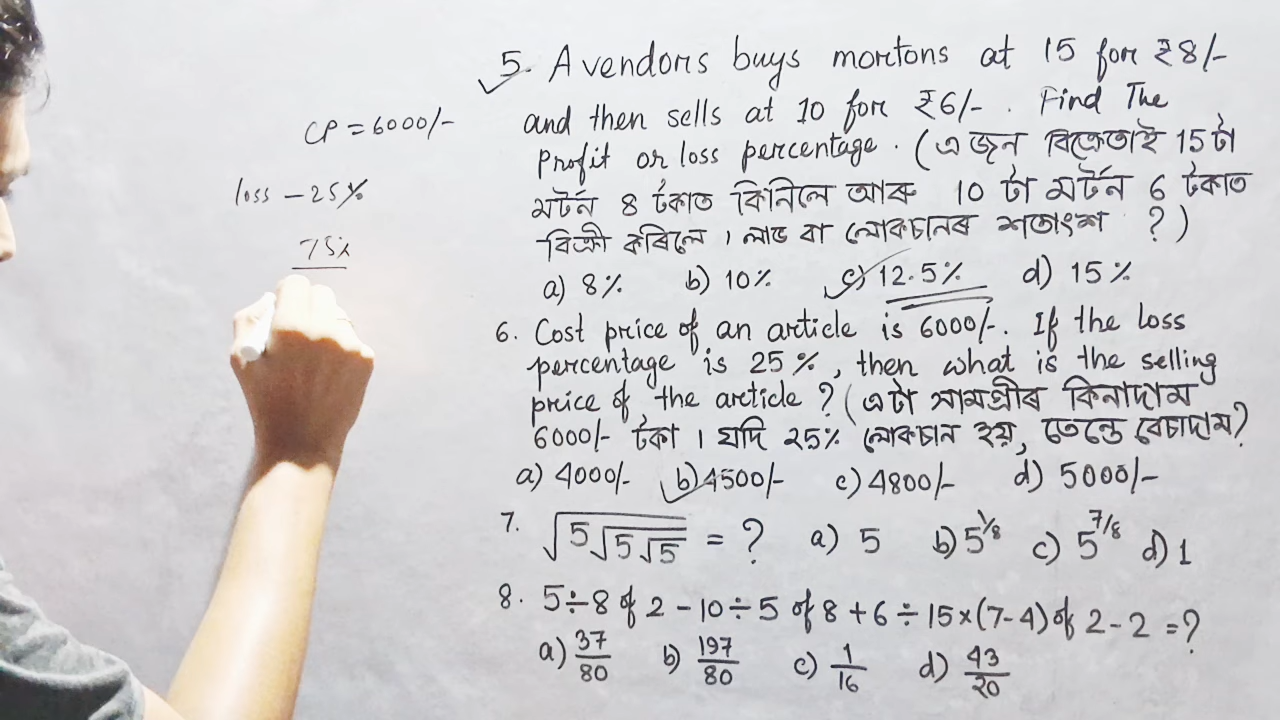 CP = 6000/-
loss - 25%
75%
5. A vendors buys mortons at 15 for ₹8/-
and then sells at 10 for ₹6/-. Find The
profit or loss percentage. (এজন বিক্ৰেতাই 15 টা
মৰ্টন 8 টকাত কিনিলে আৰু 10 টা মৰ্টন 6 টকাত
বিক্ৰী কৰিলে। লাভ বা লোকচানৰ শতাংশ ?)
a) 8% b) 10% c) 12.5% d) 15%
6. Cost price of an article is 6000/-. If the loss
percentage is 25%, then what is the selling
price of the article? (এটা সামগ্ৰীৰ কিনাদাম
6000/- টকা। যদি 25% লোকচান হয়, তেন্তে বেচাদাম?
a) 4000/- b) 4500/- c) 4800/- d) 5000/-
7. √5√5√5 = ? a) 5 b) 5^1/8 c) 5^7/8 d) 1
8. 5÷8 of 2 - 10÷5 of 8 + 6 ÷ 15×(7-4) of 2 - 2 = ?
a) 37/80 b) 197/80 c) 1/16 d) 43/20